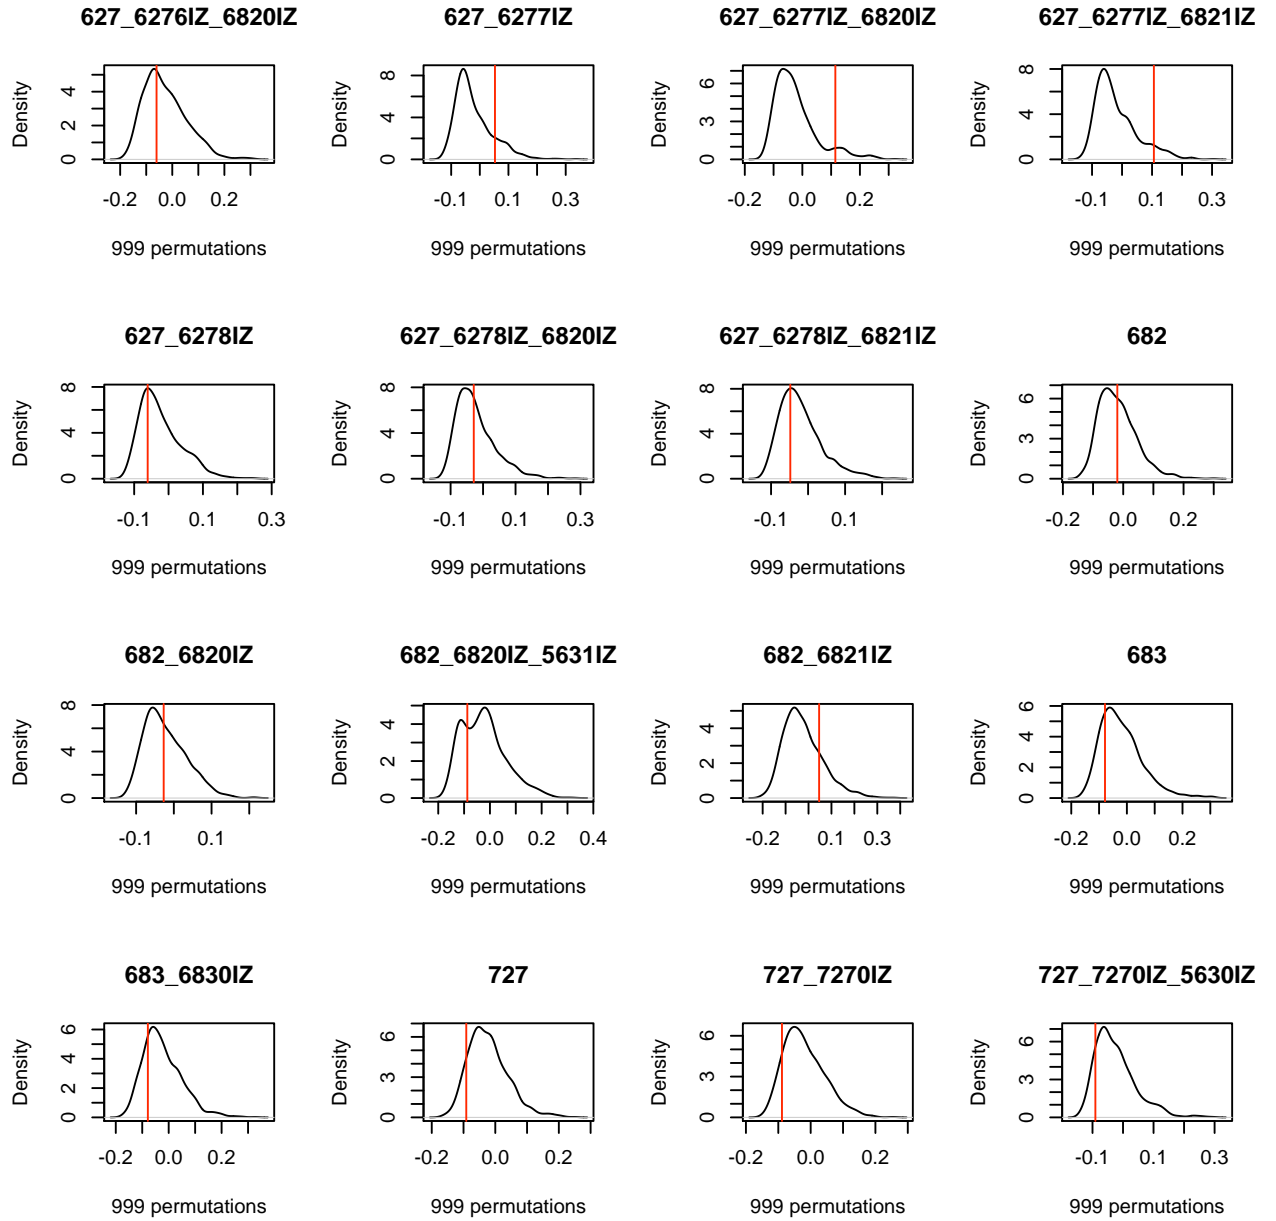 627_6276IZ_6820IZ 627_6277IZ 627_6277IZ_6820IZ 627_6277IZ_6821IZ
Density Density Density Density
0 2 4 0 4 8 0 3 6 0 4 8
-0.2 0.0 0.2 -0.1 0.1 0.3 -0.2 0.0 0.2 -0.1 0.1 0.3
999 permutations 999 permutations 999 permutations 999 permutations
627_6278IZ 627_6278IZ_6820IZ 627_6278IZ_6821IZ 682
Density Density Density Density
0 4 8 0 4 8 0 4 8 0 3 6
-0.1 0.1 0.3 -0.1 0.1 0.3 -0.1 0.1 -0.2 0.0 0.2
999 permutations 999 permutations 999 permutations 999 permutations
682_6820IZ 682_6820IZ_5631IZ 682_6821IZ 683
Density Density Density Density
0 4 8 0 2 4 0 2 4 0 2 4 6
-0.1 0.1 -0.2 0.0 0.2 0.4 -0.2 0.1 0.3 -0.2 0.0 0.2
999 permutations 999 permutations 999 permutations 999 permutations
683_6830IZ 727 727_7270IZ 727_7270IZ_5630IZ
Density Density Density Density
0 2 4 6 0 3 6 0 3 6 0 3 6
-0.2 0.0 0.2 -0.2 0.0 0.2 -0.2 0.0 0.2 -0.1 0.1 0.3
999 permutations 999 permutations 999 permutations 999 permutations